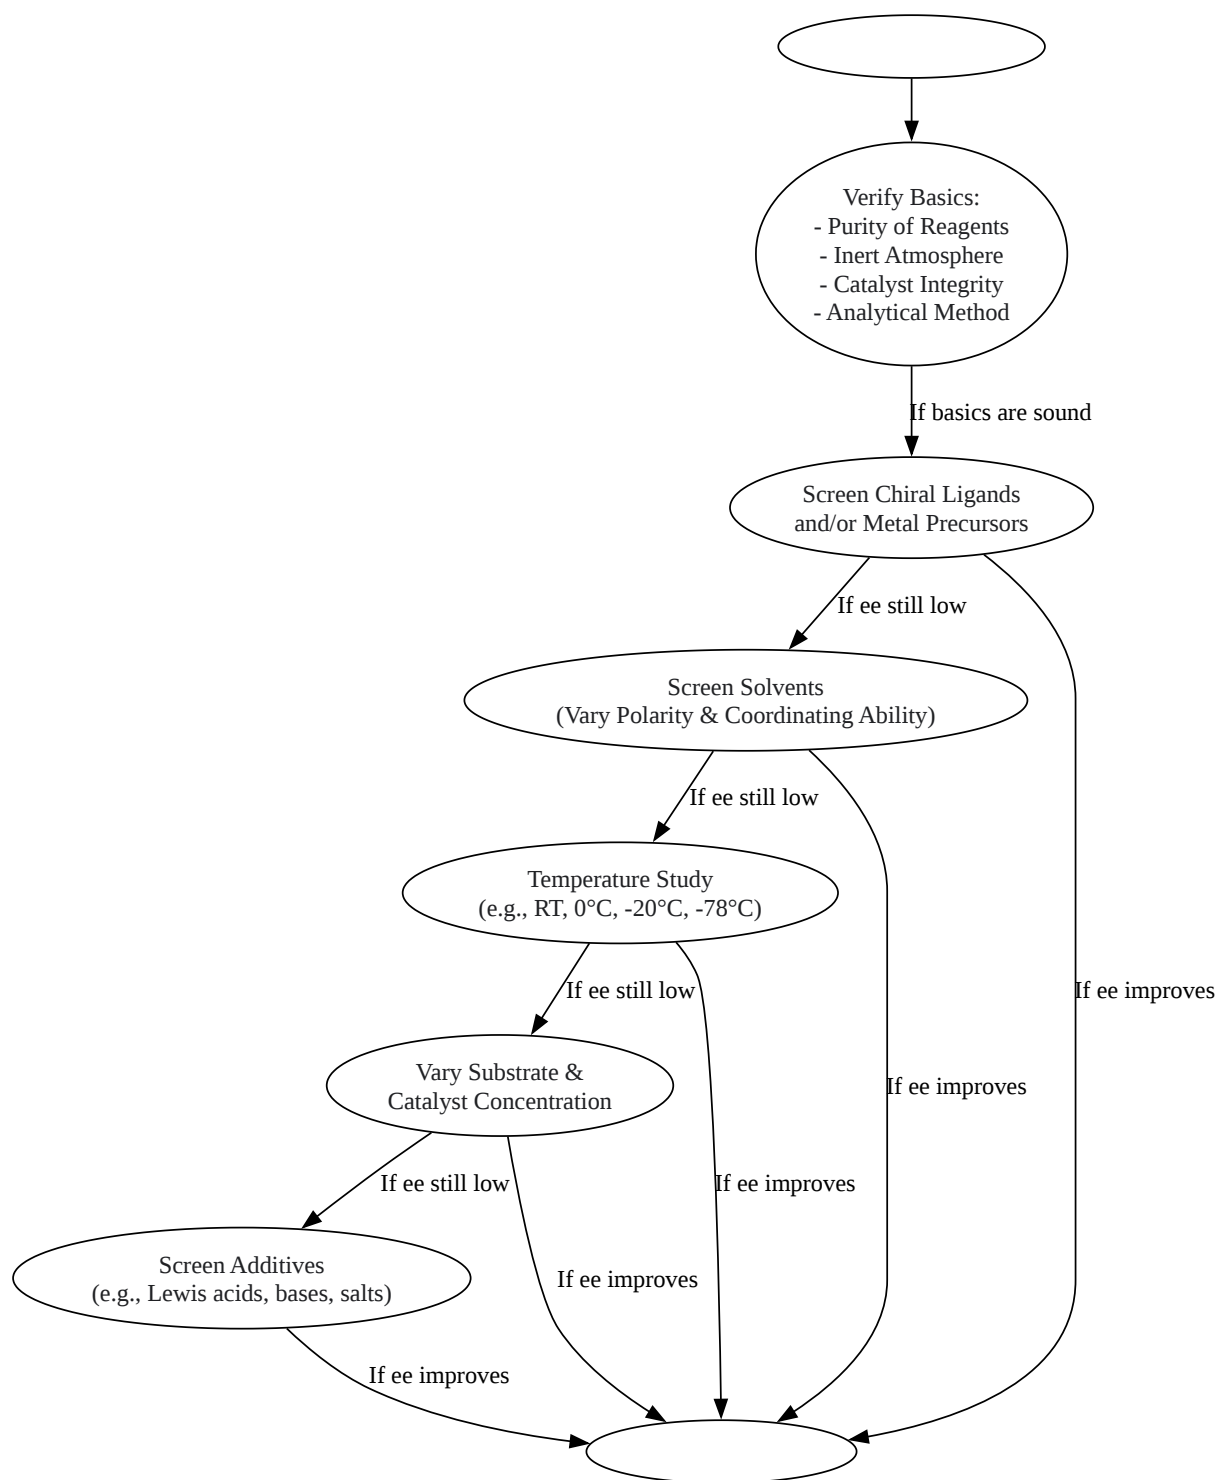 Verify Basics:
- Purity of Reagents
- Inert Atmosphere
- Catalyst Integrity
- Analytical Method
If basics are sound
Screen Chiral Ligands
and/or Metal Precursors
If ee still low
Screen Solvents
(Vary Polarity & Coordinating Ability)
If ee still low
Temperature Study
(e.g., RT, 0°C, -20°C, -78°C)
If ee still low
If ee improves
Vary Substrate &
Catalyst Concentration
If ee improves
If ee still low
If ee improves
Screen Additives
(e.g., Lewis acids, bases, salts)
If ee improves
If ee improves